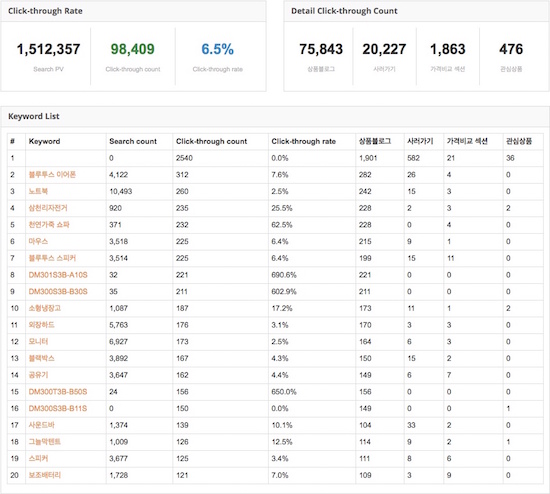 Click-through Rate
Detail Click-through Count
1,512,357 98,409 6.5%
Search PV Click-through count Click-through rate
75,843 20,227 1,863 476
상품블로그 사러가기 가격비교 섹션 관심상품
Keyword List
# Keyword Search count Click-through count Click-through rate 상품블로그 사러가기 가격비교 섹션 관심상품
1 0 2540 0.0% 1,901 582 21 36
2 블루투스 이어폰 4,122 312 7.6% 282 26 4 0
3 노트북 10,493 260 2.5% 242 15 3 0
4 삼천리자전거 920 235 25.5% 228 2 3 2
5 천연가죽 쇼파 371 232 62.5% 228 0 4 0
6 마우스 3,518 225 6.4% 215 9 1 0
7 블루투스 스피커 3,514 225 6.4% 199 15 11 0
8 DM301S3B-A10S 32 221 690.6% 221 0 0 0
9 DM300S3B-B30S 35 211 602.9% 211 0 0 0
10 소형냉장고 1,087 187 17.2% 173 11 1 2
11 외장하드 5,763 176 3.1% 170 3 3 0
12 모니터 6,927 173 2.5% 164 6 3 0
13 블랙박스 3,892 167 4.3% 150 15 2 0
14 공유기 3,647 162 4.4% 149 6 7 0
15 DM300T3B-B50S 24 156 650.0% 156 0 0 0
16 DM300S3B-B11S 0 150 0.0% 149 0 0 1
17 사운드바 1,374 139 10.1% 104 33 2 0
18 그늘막텐트 1,009 126 12.5% 114 9 2 1
19 스피커 3,677 125 3.4% 111 8 6 0
20 보조배터리 1,728 121 7.0% 109 3 9 0